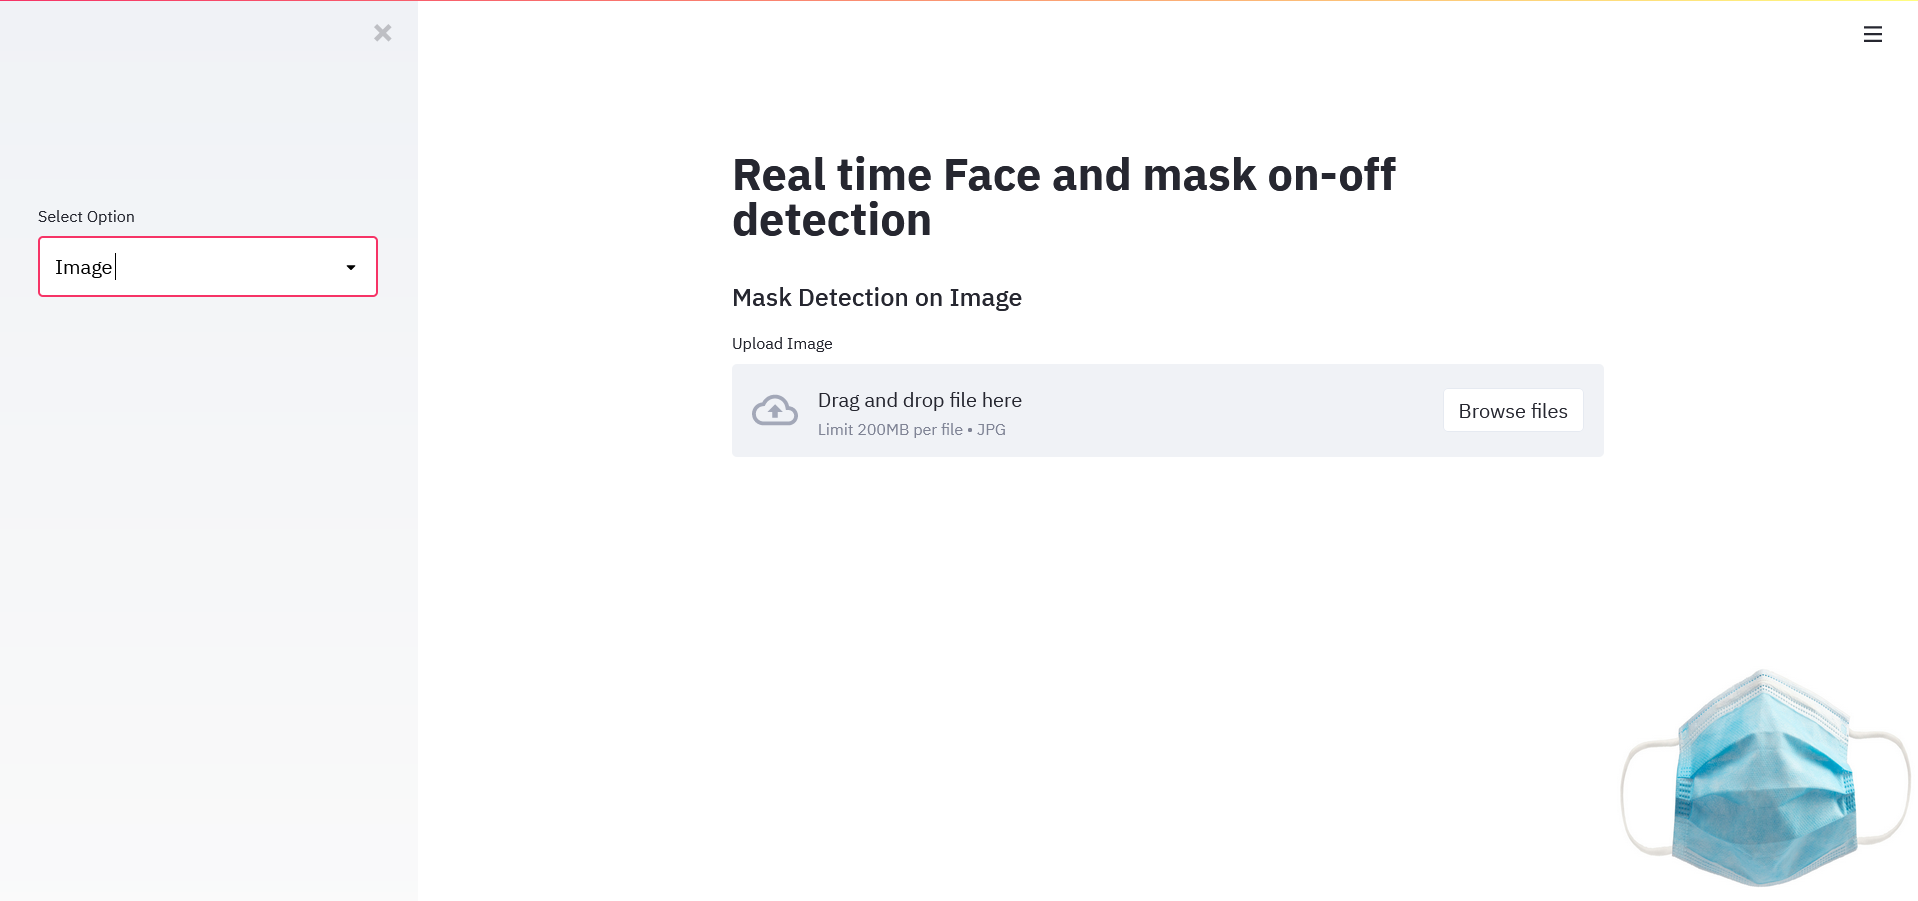 Select Option
Image
Real time Face and mask on-off
detection
Mask Detection on Image
Upload Image
Drag and drop file here
Limit 200MB per file • JPG
Browse files